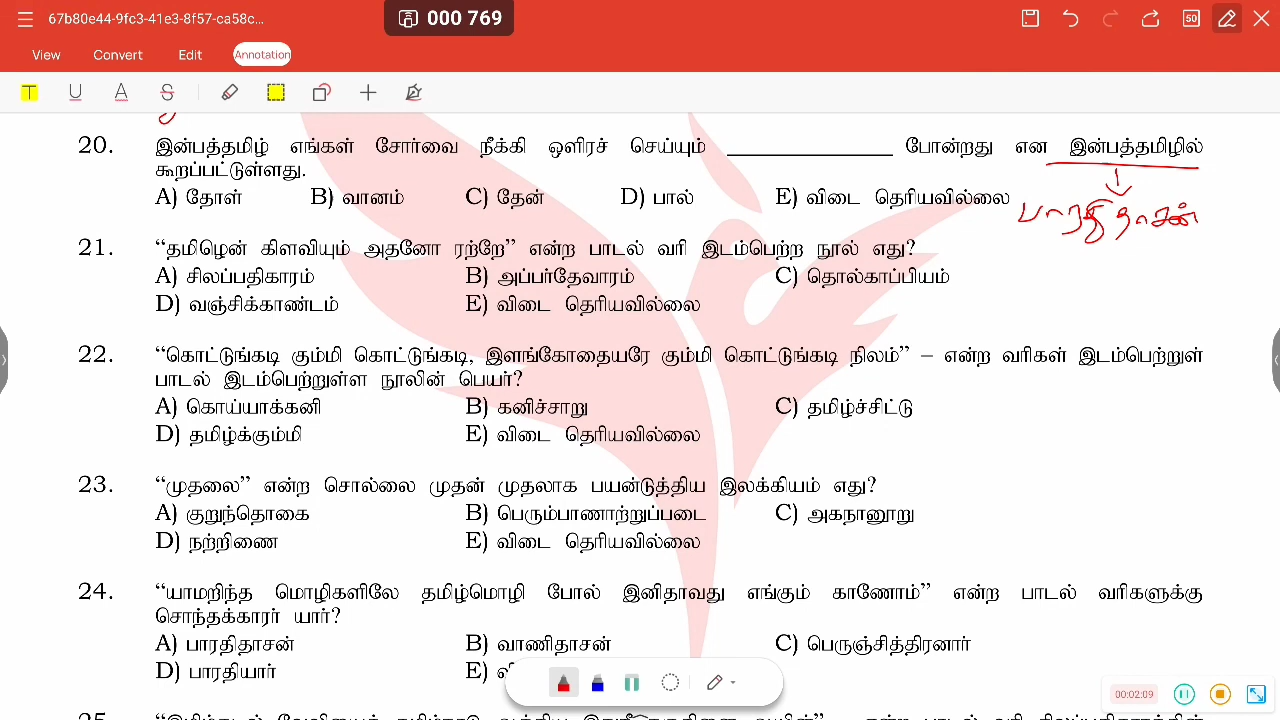 67b80e44-9fc3-41e3-8f57-ca58c...
000 769
50
View Convert Edit Annotation
T U A S
20. இன்பத்தமிழ் எங்கள் சோர்வை நீக்கி ஒளிரச் செய்யும் ______________ போன்றது என இன்பத்தமிழில்
கூறப்பட்டுள்ளது.
A) தோள் B) வானம் C) தேன் D) பால் E) விடை தெரியவில்லை
பாரதிதாசன்
21. “தமிழென் கிளவியும் அதனோ ரற்றே” என்ற பாடல் வரி இடம்பெற்ற நூல் எது?
A) சிலப்பதிகாரம் B) அப்பர்தேவாரம் C) தொல்காப்பியம்
D) வஞ்சிக்காண்டம் E) விடை தெரியவில்லை
22. “கொட்டுங்கடி கும்மி கொட்டுங்கடி, இளங்கோதையரே கும்மி கொட்டுங்கடி நிலம்” – என்ற வரிகள் இடம்பெற்றுள்
பாடல் இடம்பெற்றுள்ள நூலின் பெயர்?
A) கொய்யாக்கனி B) கனிச்சாறு C) தமிழ்ச்சிட்டு
D) தமிழ்க்கும்மி E) விடை தெரியவில்லை
23. “முதலை” என்ற சொல்லை முதன் முதலாக பயன்டுத்திய இலக்கியம் எது?
A) குறுந்தொகை B) பெரும்பாணாற்றுப்படை C) அகநானூறு
D) நற்றிணை E) விடை தெரியவில்லை
24. “யாமறிந்த மொழிகளிலே தமிழ்மொழி போல் இனிதாவது எங்கும் காணோம்” என்ற பாடல் வரிகளுக்கு
சொந்தக்காரர் யார்?
A) பாரதிதாசன் B) வாணிதாசன் C) பெருஞ்சித்திரனார்
D) பாரதியார் E)
00:02:09